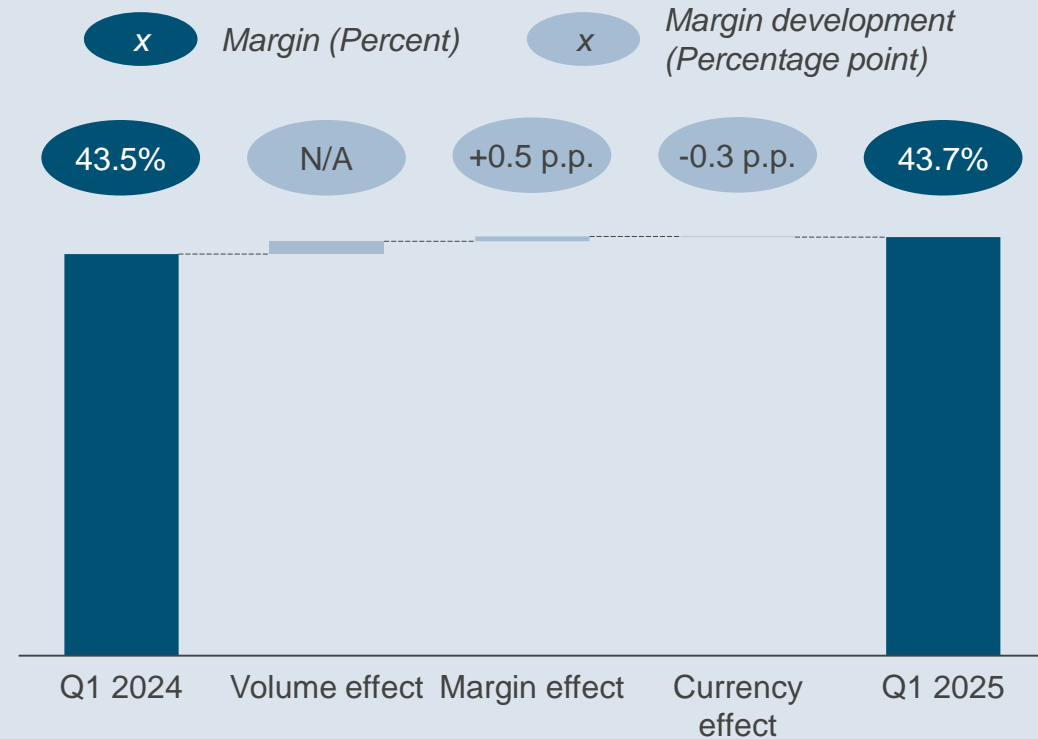 x
Margin (Percent)
x
Margin development
(Percentage point)
43.5%
N/A
+0.5 p.p.
-0.3 p.p.
43.7%
Q1 2024
Volume effect
Margin effect
Currency
effect
Q1 2025